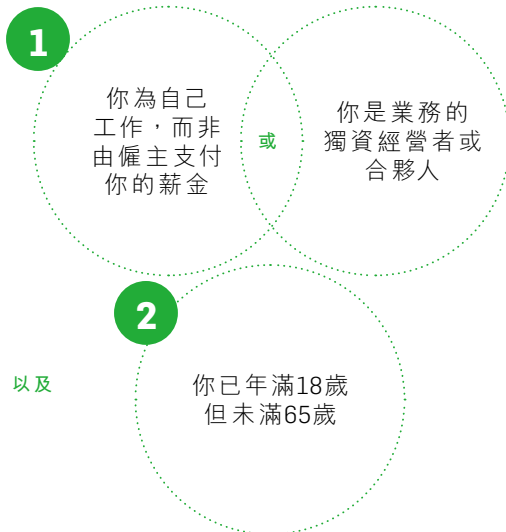 1
你為自己
工作，而非
由僱主支付
你的薪金
或
你是業務的
獨資經營者或
合夥人
2
以及
你已年滿18歲
但未滿65歲